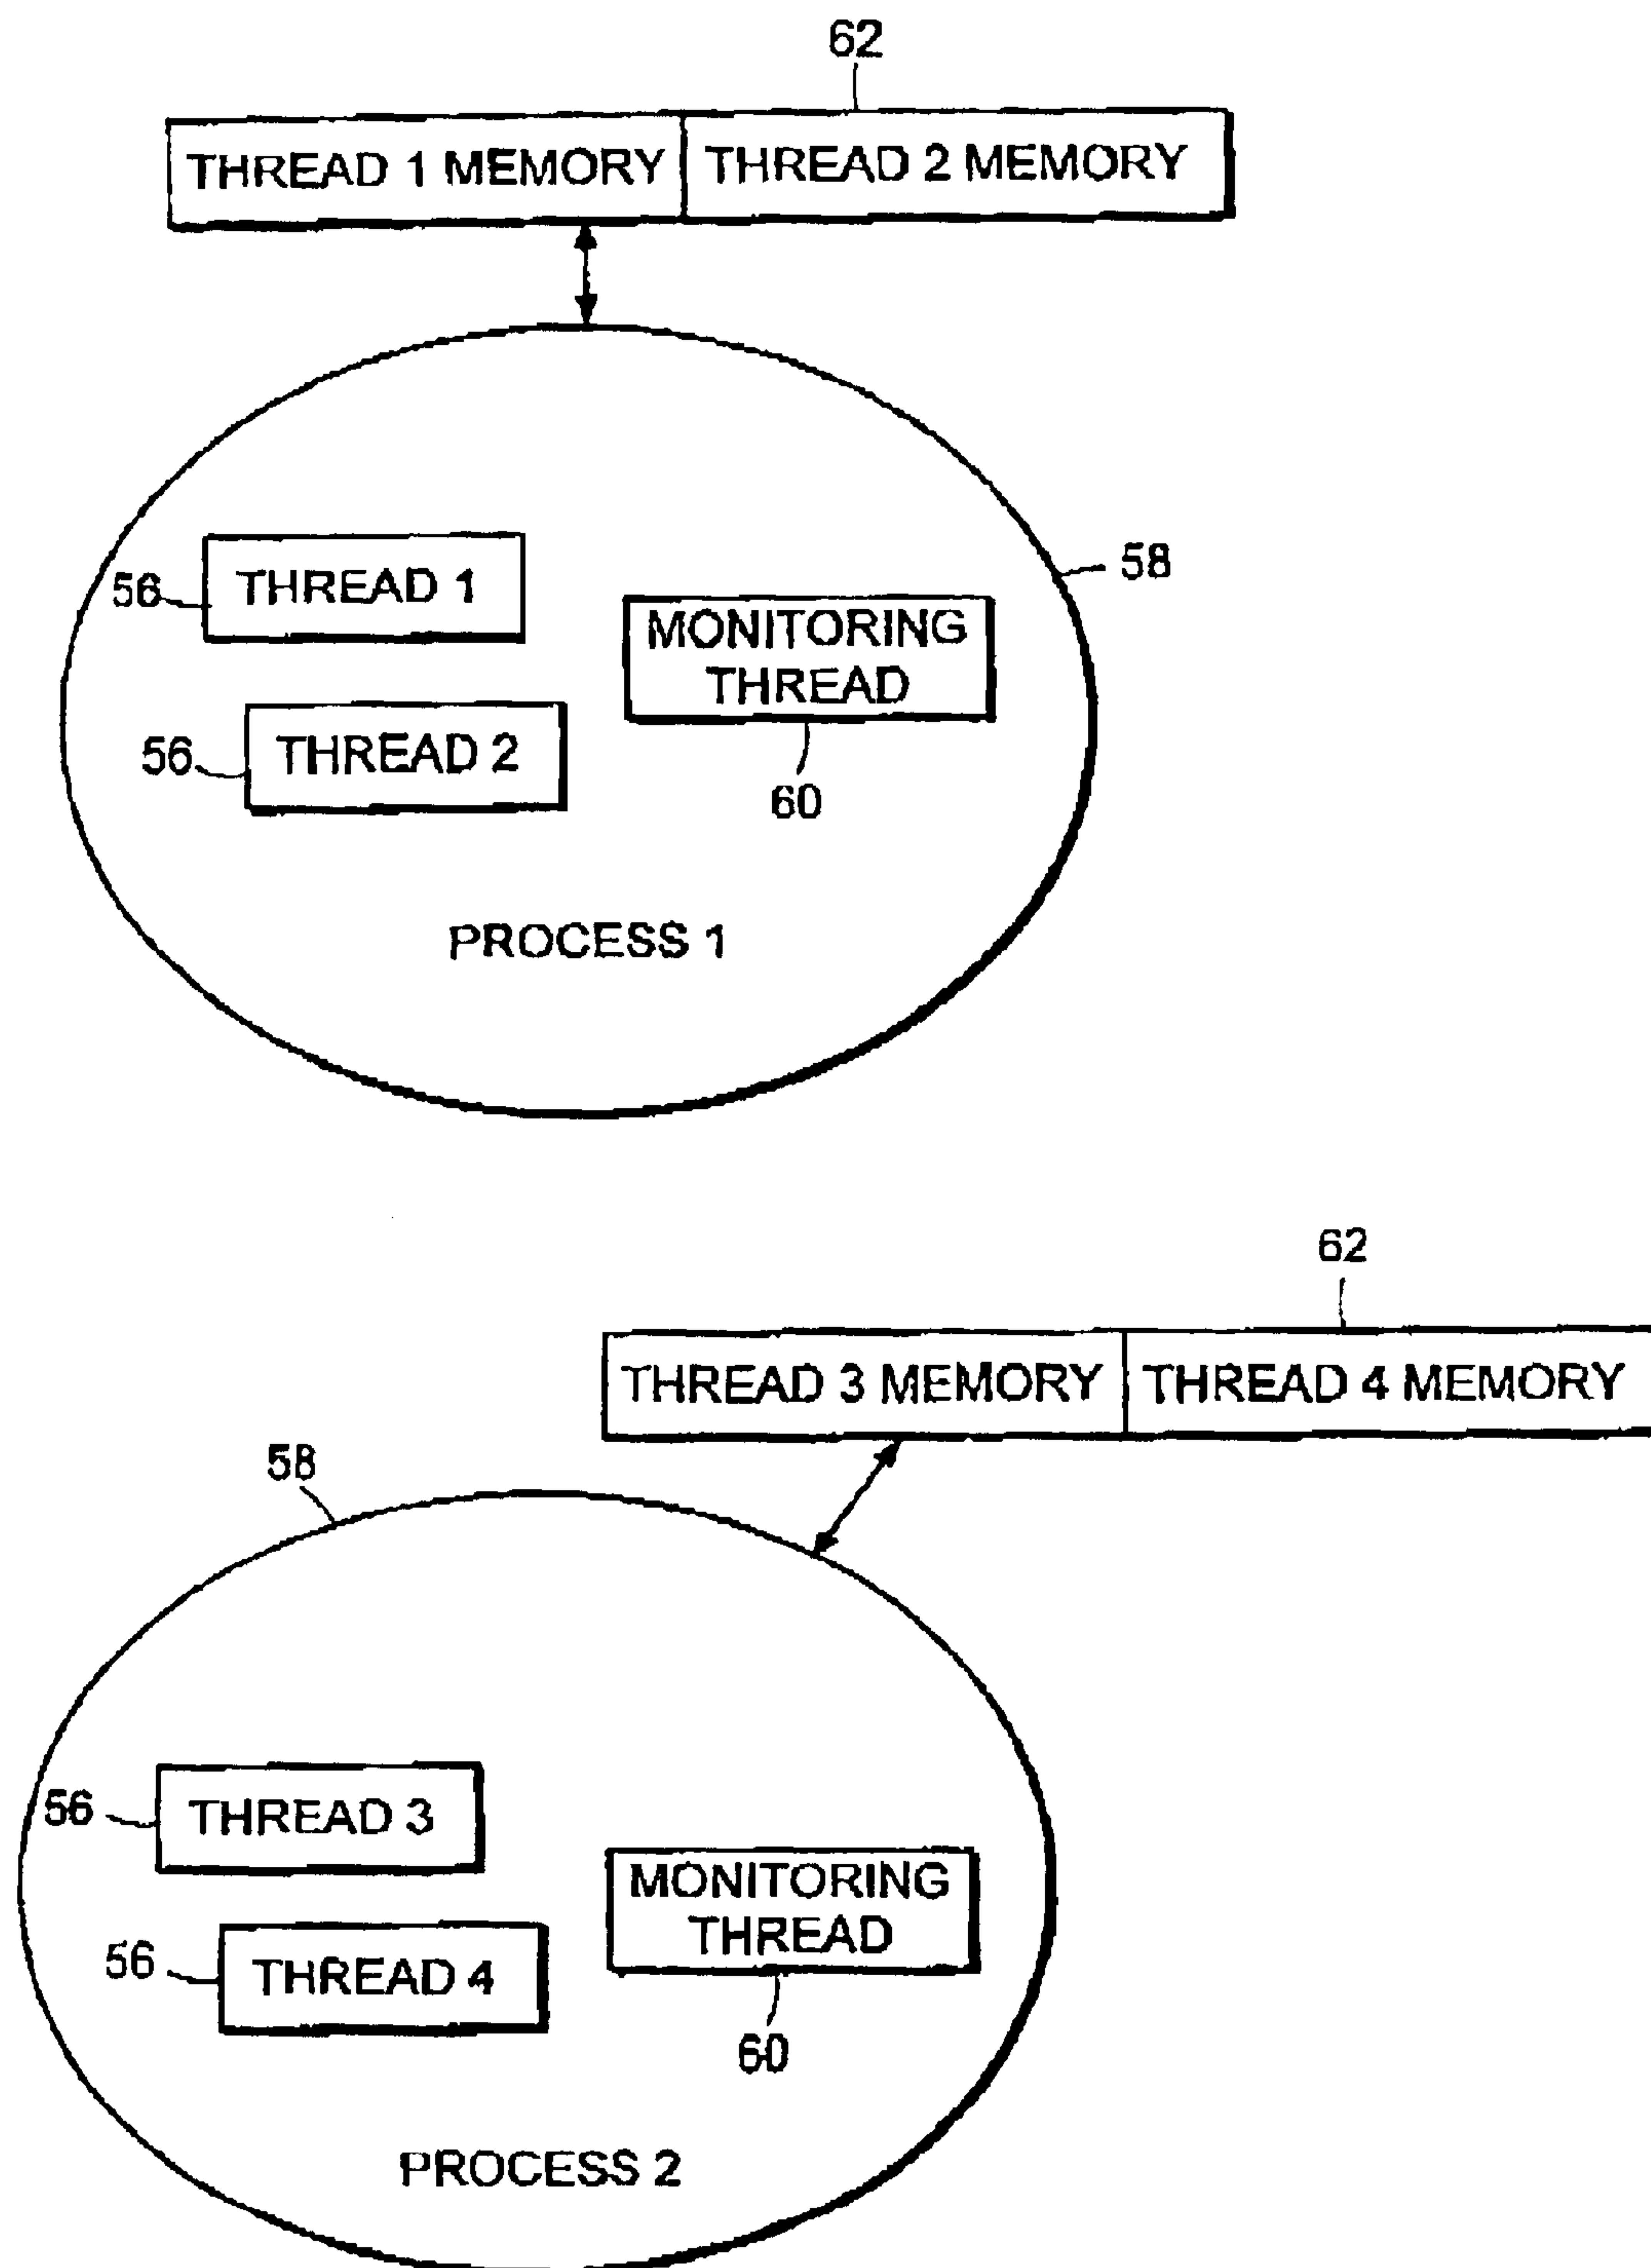 62
THREAD 1 MEMORY
THREAD 2 MEMORY
58
56
THREAD 1
MONITORING
THREAD
56
THREAD 2
60
PROCESS 1
62
THREAD 3 MEMORY
THREAD 4 MEMORY
58
56
THREAD 3
MONITORING
THREAD
56
THREAD 4
60
PROCESS 2